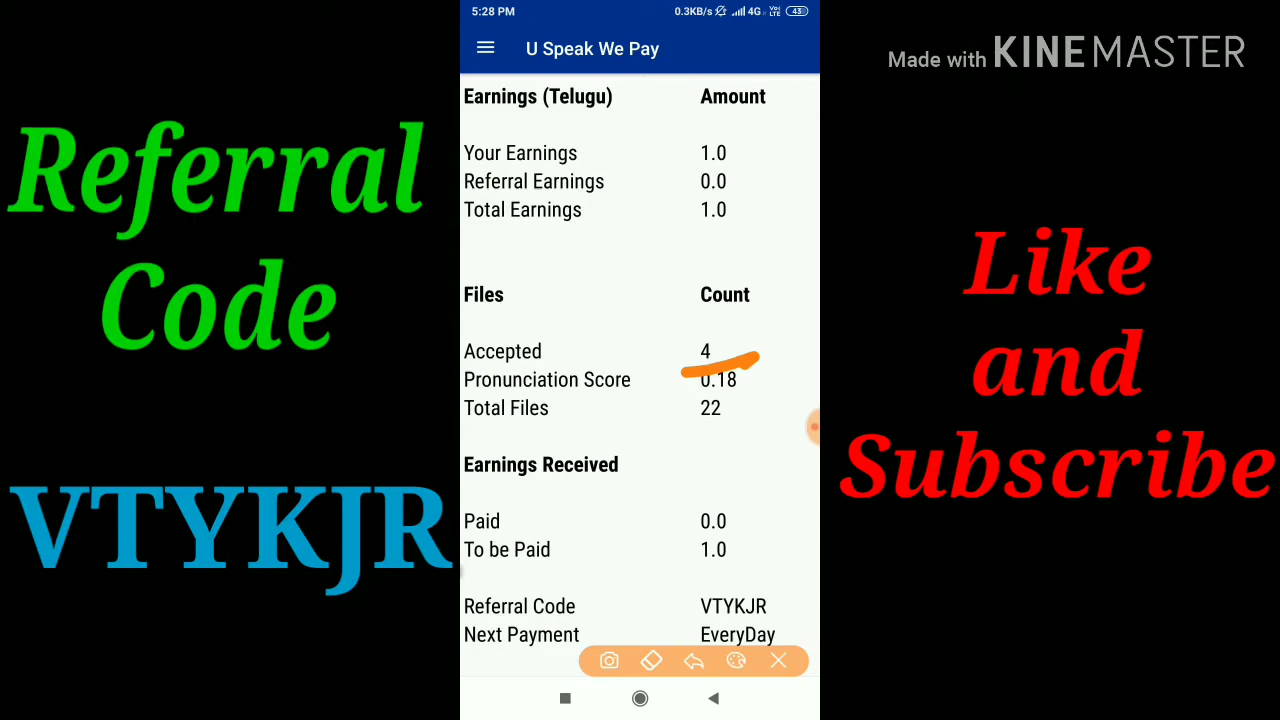 Referral
Code
VTYKJR
5:28 PM
0.3KB/s
4G
Vo)
LTE
43
U Speak We Pay
Earnings (Telugu) Amount
Your Earnings 1.0
Referral Earnings 0.0
Total Earnings 1.0
Files Count
Accepted 4
Pronunciation Score 0.18
Total Files 22
Earnings Received
Paid 0.0
To be Paid 1.0
Referral Code VTYKJR
Next Payment EveryDay
Made with KINEMASTER
Like
and
Subscribe